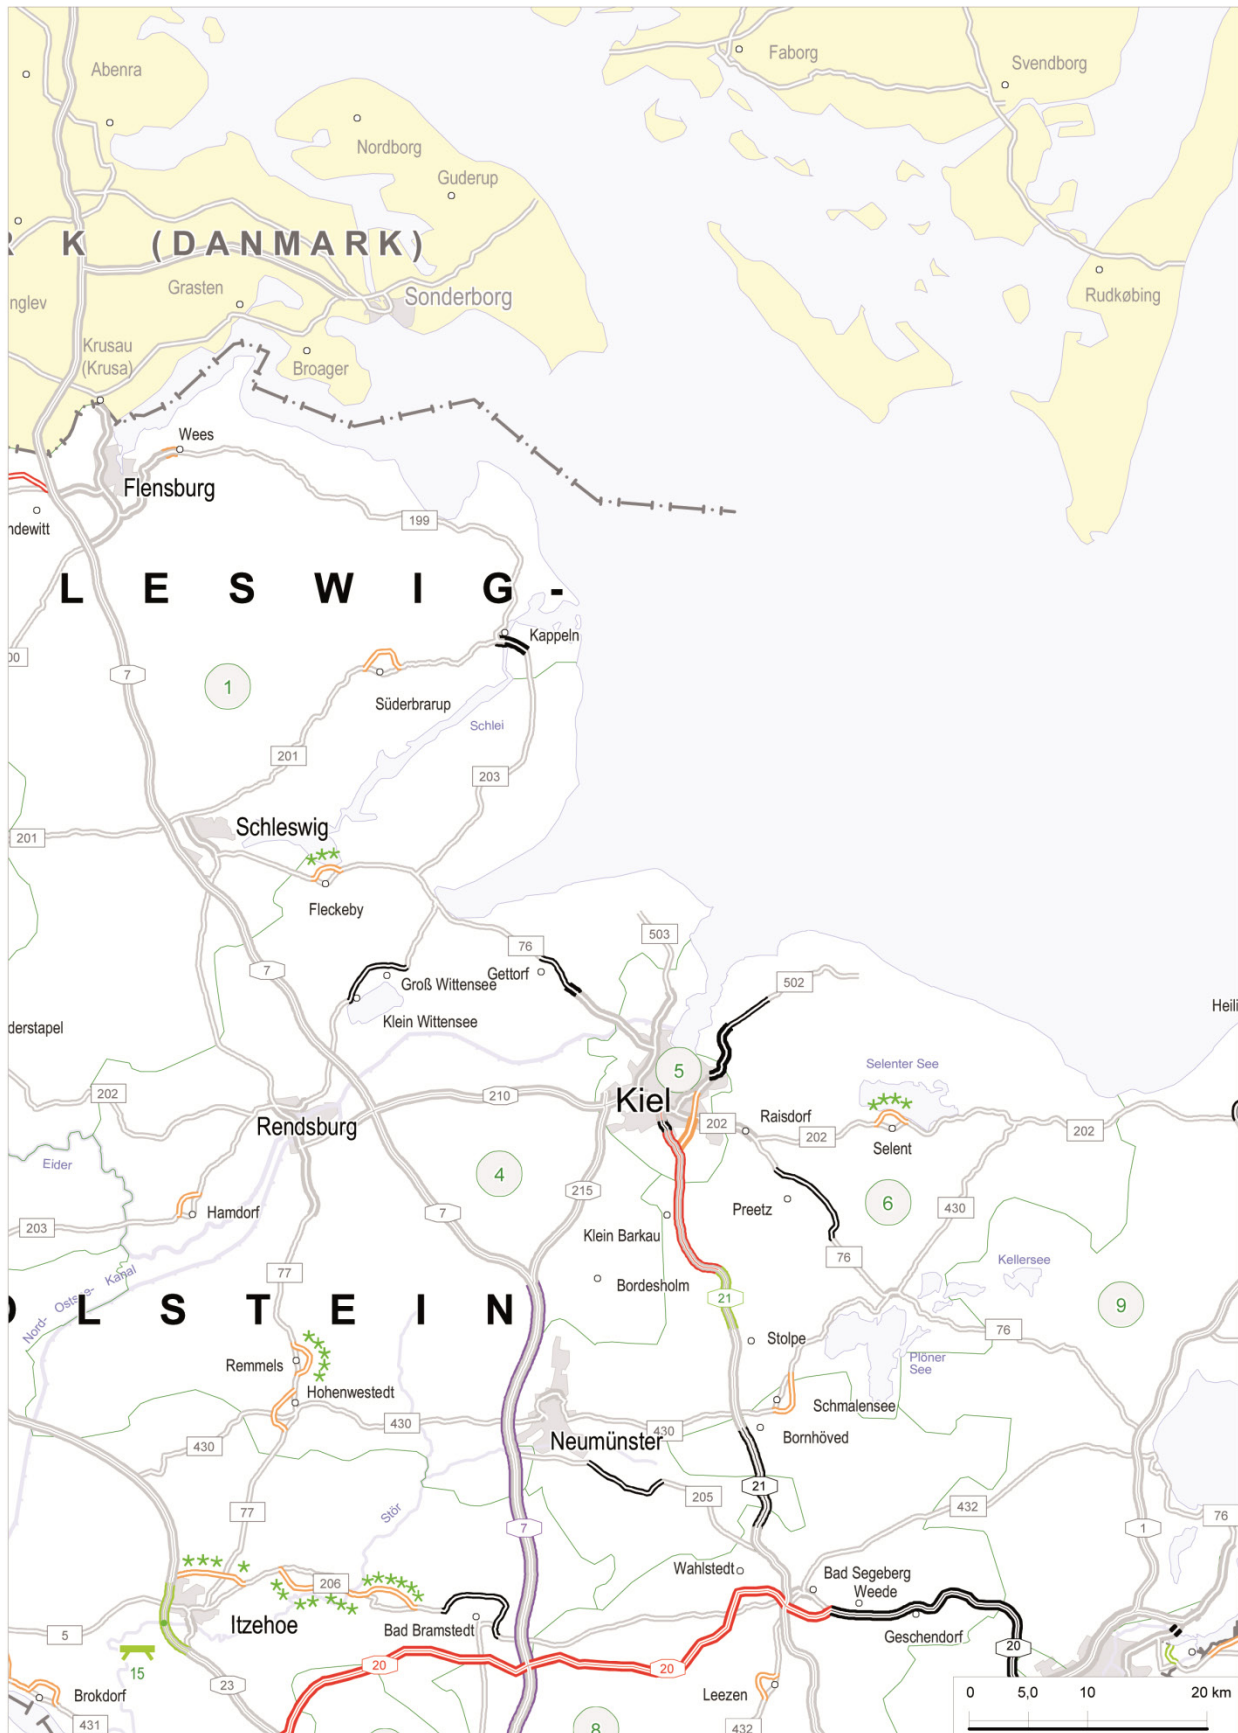 Abenra
Faborg
Svendborg
Nordborg
Guderup
R K (DANMARK)
Grasten
Sonderborg
Rudkøbing
nglev
Krusau
(Krusa)
Broager
Wees
Flensburg
ndewitt
199
L E S W I G -
Kappeln
00
7
1
Süderbrarup
Schlei
201
203
Schleswig
201
Fleckeby
503
76
Gettorf
7
Groß Wittensee
502
Klein Wittensee
derstapel
Heili
5
Selenter See
202
210
Kiel
Rendsburg
202
Raisdorf
202
202
Selent
Eider
4
215
6
Hamdorf
Preetz
430
203
7
Klein Barkau
76
Kellersee
77
Bordesholm
Nord- Ostsee- Kanal
21
9
O L S T E I N
Stolpe
76
Plöner
See
Remmels
Hohenwestedt
Schmalensee
430
430
Bornhöved
430
Neumünster
21
77
205
432
Stör
7
1
76
Wahlstedt
Bad Segeberg
Weede
206
Itzehoe
Bad Bramstedt
Geschendorf
5
20
15
20
20
23
Brokdorf
Leezen
0 5,0 10 20 km
431
8
432